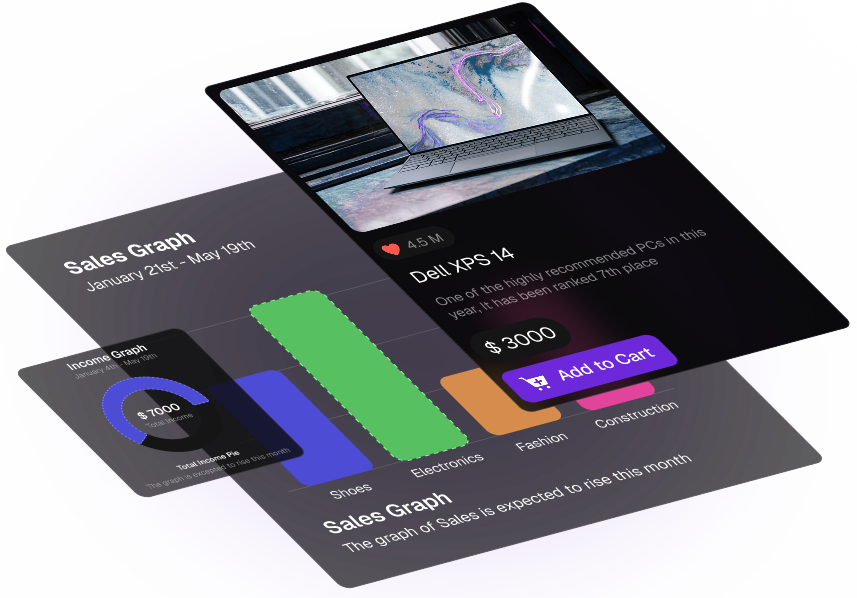 4.5 M
Dell XPS 14
One of the highly recommended PCs in this
year, It has been ranked 7th place
$ 3000
Add to Cart
Sales Graph
January 21st - May 19th
Shoes
Electronics
Fashion
Construction
Sales Graph
The graph of Sales is expected to rise this month
Income Graph
January 4th - May 19th
$ 7000
Total Income
Total Income Pie
The graph is excepted to rise this month